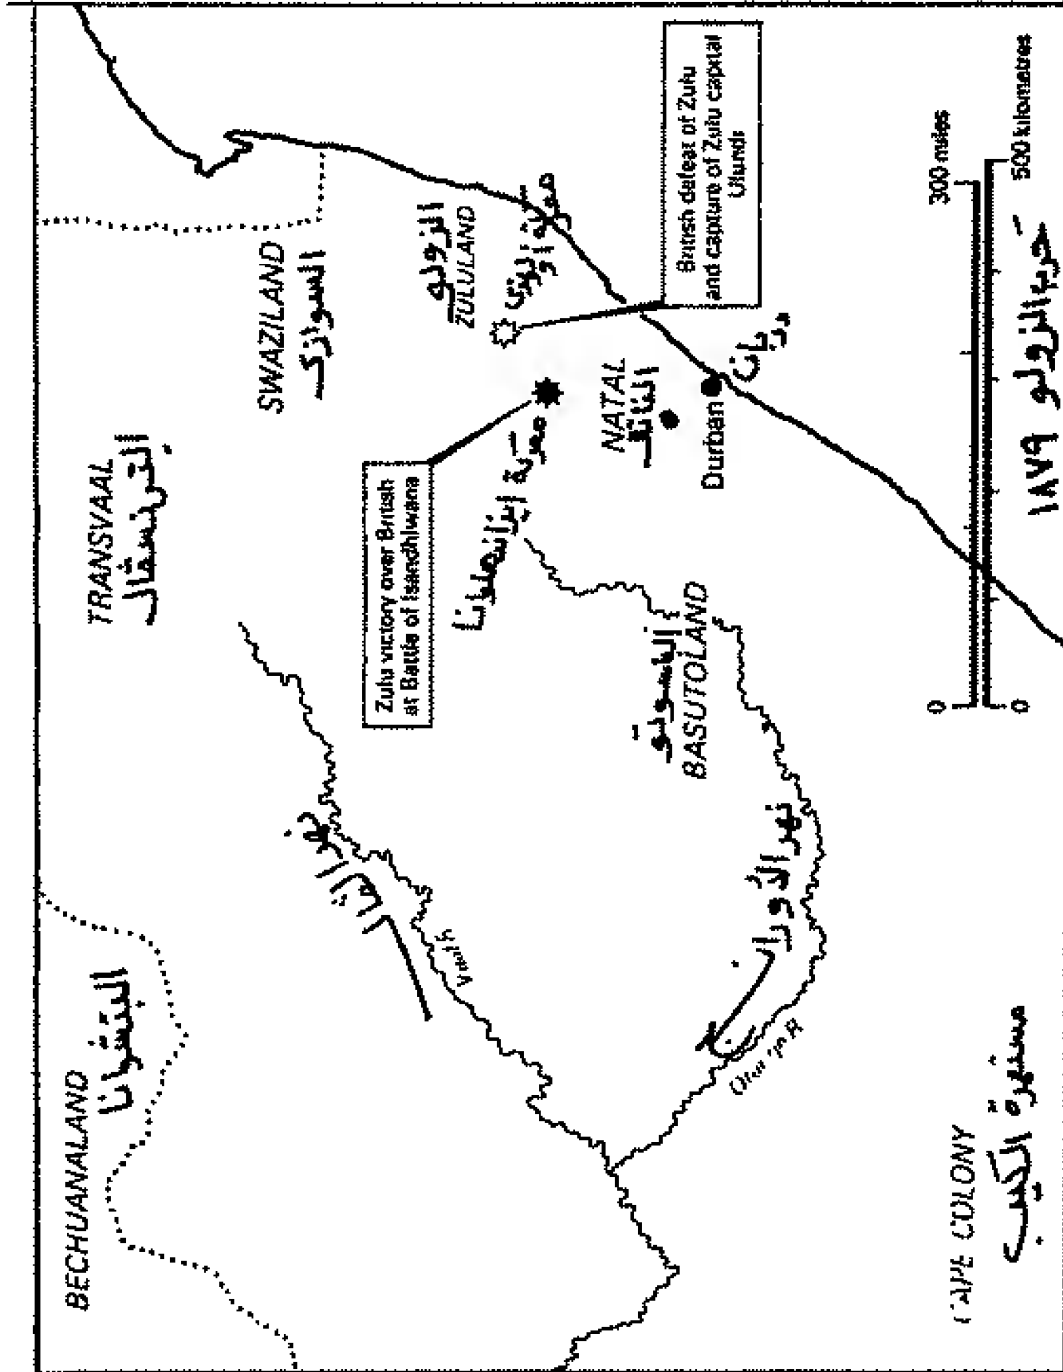 BECHUANALAND
البتشوانا
TRANSVAAL
الترنسفال
SWAZILAND
السوازي
نهر الفال
Vaal R
Zulu victory over British
at Battle of Isandhlwana
معركة ايزاندهلوانا
الزولو
ZULULAND
معركة أولندي
British defeat of Zulu
and capture of Zulu capital
Ulundi
NATAL
الناتال
Durban
دربان
الباسوتو
BASUTOLAND
نهر الأورانج
Orange R
CAPE COLONY
مستعمرة الكيب
300 miles
0
0
500 kilometres
حرب الزولو ١٨٧٩